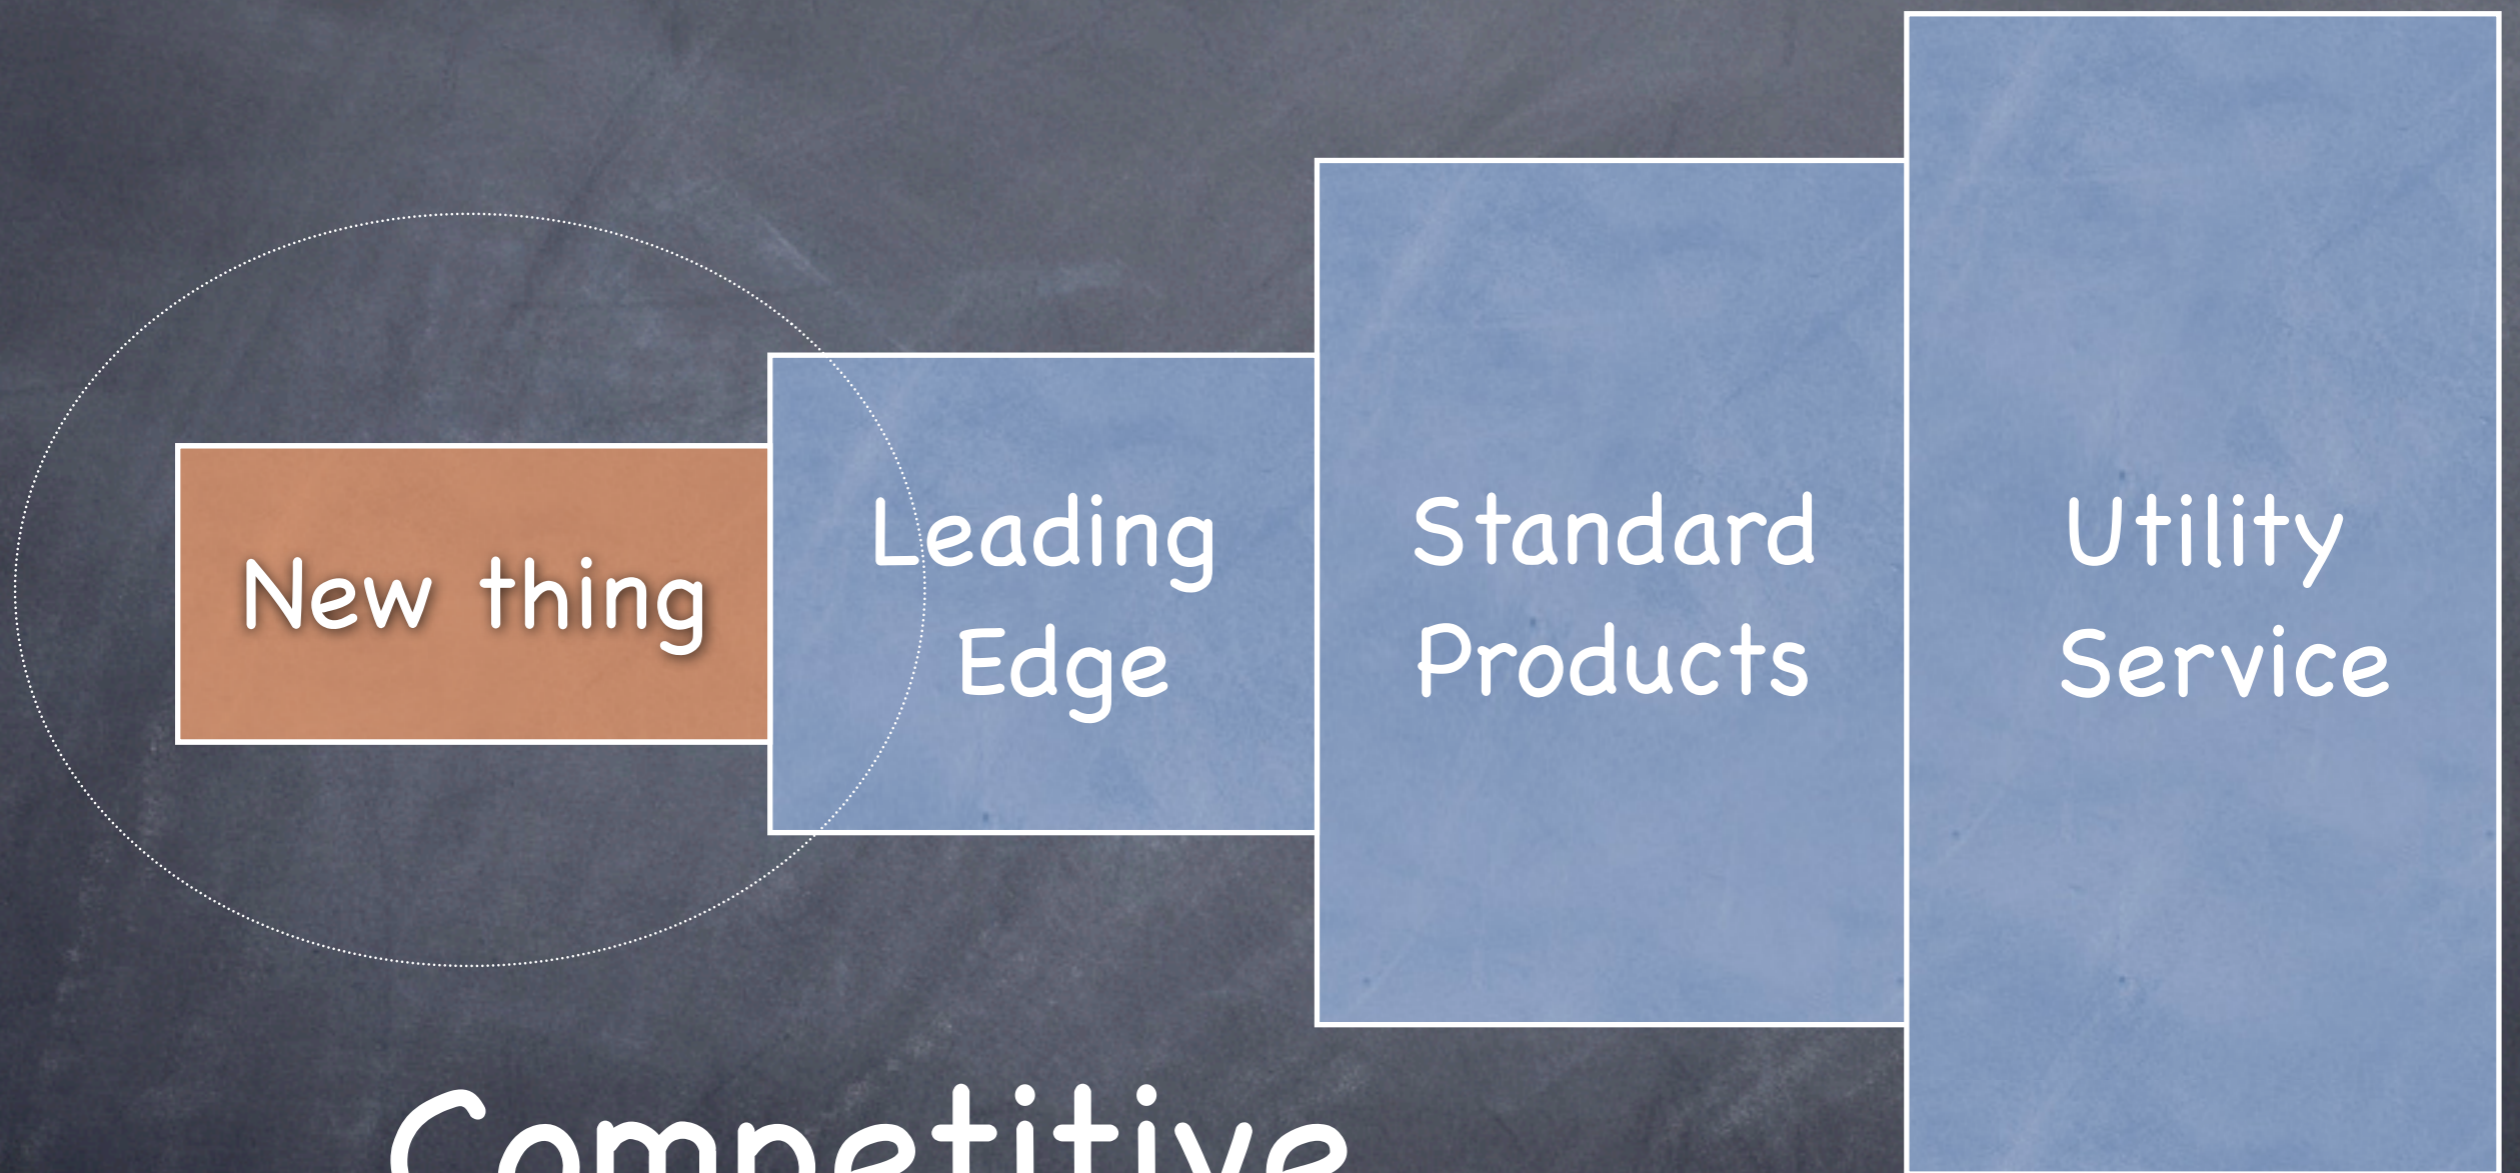 New thing
Leading
Edge
Standard
Products
Utility
Service
Competitive